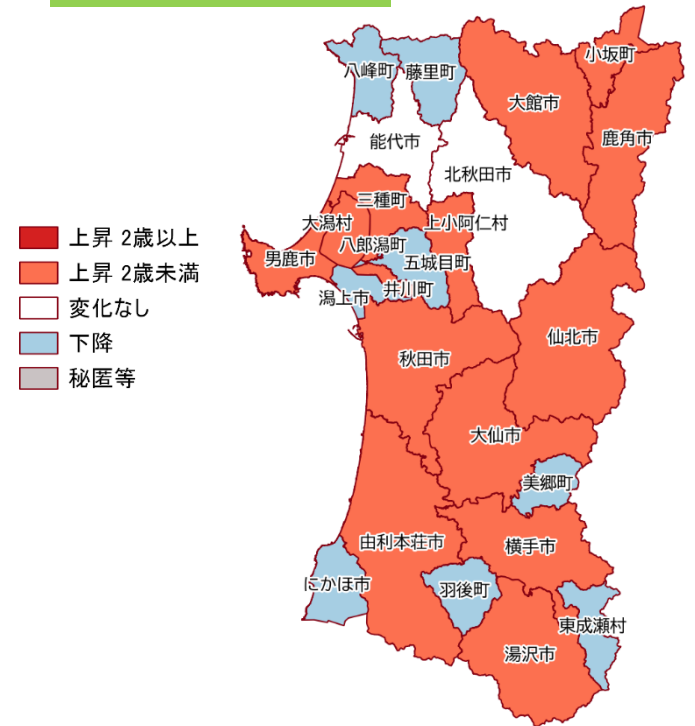 小坂町
八峰町
藤里町
大館市
鹿角市
能代市
北秋田市
三種町
大潟村
上小阿仁村
八郎潟町
男鹿市
五城目町
井川町
潟上市
上昇 2歳以上
上昇 2歳未満
変化なし
下降
秘匿等
仙北市
秋田市
大仙市
美郷町
由利本荘市
横手市
にかほ市
羽後町
東成瀬村
湯沢市